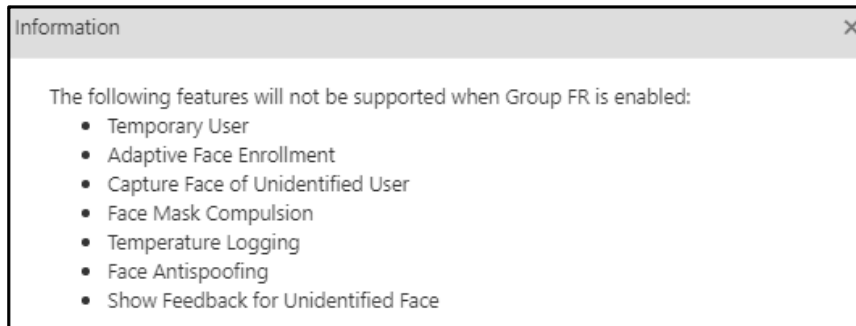 Information
The following features will not be supported when Group FR is enabled:
• Temporary User
• Adaptive Face Enrollment
• Capture Face of Unidentified User
• Face Mask Compulsion
• Temperature Logging
• Face Antispoofing
• Show Feedback for Unidentified Face